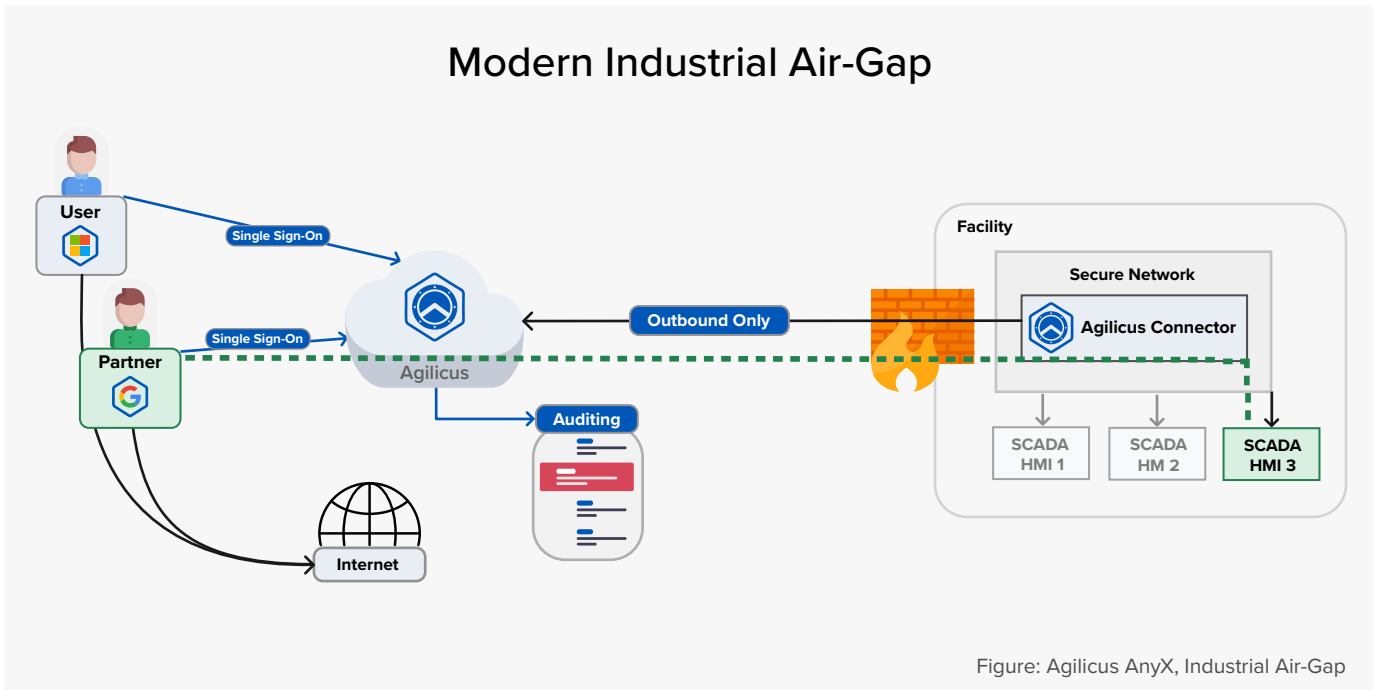 Modern Industrial Air-Gap
User
Single Sign-On
Partner
Single Sign-On
Agilicus
Outbound Only
Facility
Secure Network
Agilicus Connector
Auditing
SCADA
HMI 1
SCADA
HM 2
SCADA
HMI 3
Internet
Figure: Agilicus AnyX, Industrial Air-Gap